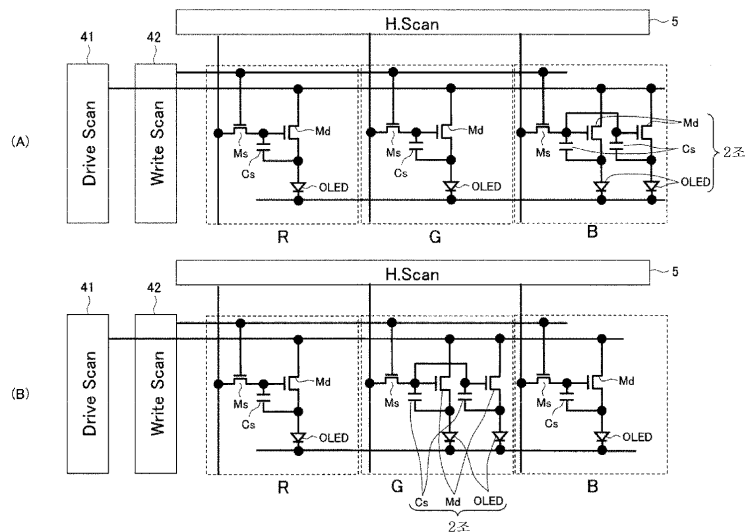 H.Scan
5
41
42
(A)
Drive Scan
Write Scan
Ms
Cs
Md
OLED
R
Ms
Cs
Md
OLED
G
Ms
Md
Cs
OLED
2조
B
H.Scan
5
41
42
(B)
Drive Scan
Write Scan
Ms
Cs
Md
OLED
R
Ms
Cs Md OLED
2조
G
Ms
Cs
Md
OLED
B